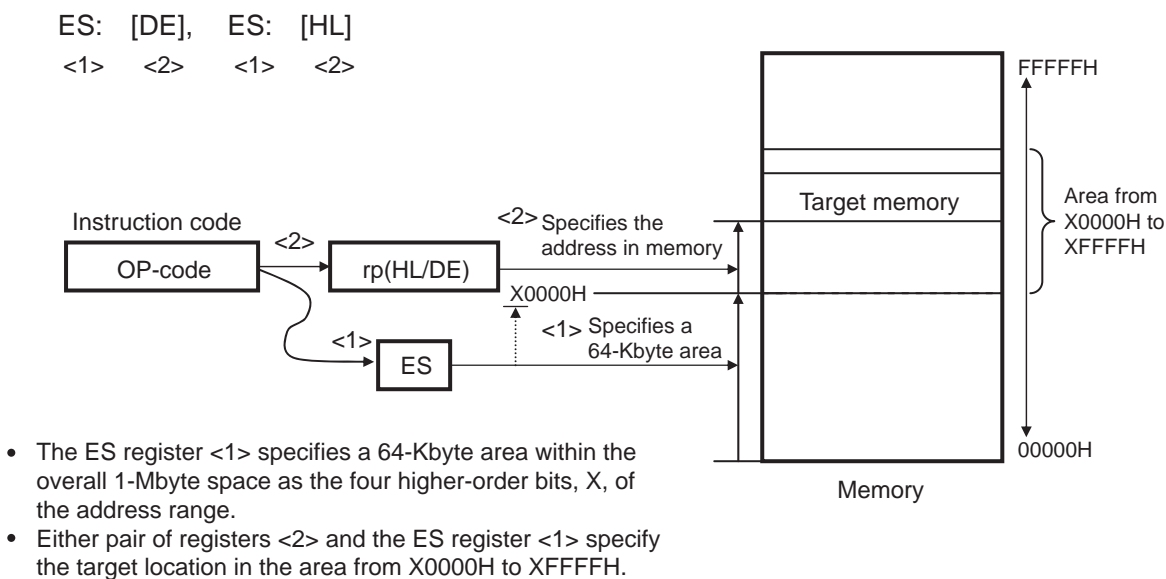 ES: [DE], ES: [HL]
<1> <2> <1> <2>
FFFFFH
Target memory
Area from
X0000H to
XFFFFH
Instruction code
OP-code
<2>
rp(HL/DE)
<2> Specifies the
address in memory
X0000H
<1>
ES
<1> Specifies a
64-Kbyte area
00000H
Memory
• The ES register <1> specifies a 64-Kbyte area within the
overall 1-Mbyte space as the four higher-order bits, X, of
the address range.
• Either pair of registers <2> and the ES register <1> specify
the target location in the area from X0000H to XFFFFH.